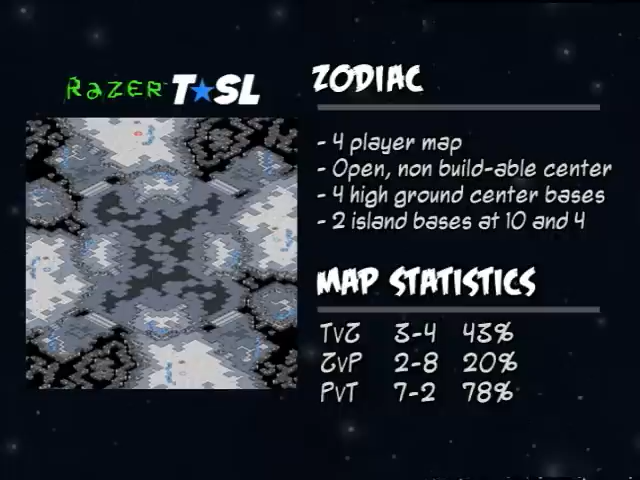 RAZER T★SL
ZODIAC
- 4 player map
- Open, non build-able center
- 4 high ground center bases
- 2 island bases at 10 and 4
MAP STATISTICS
TvZ 3-4 43%
ZvP 2-8 20%
PvT 7-2 78%